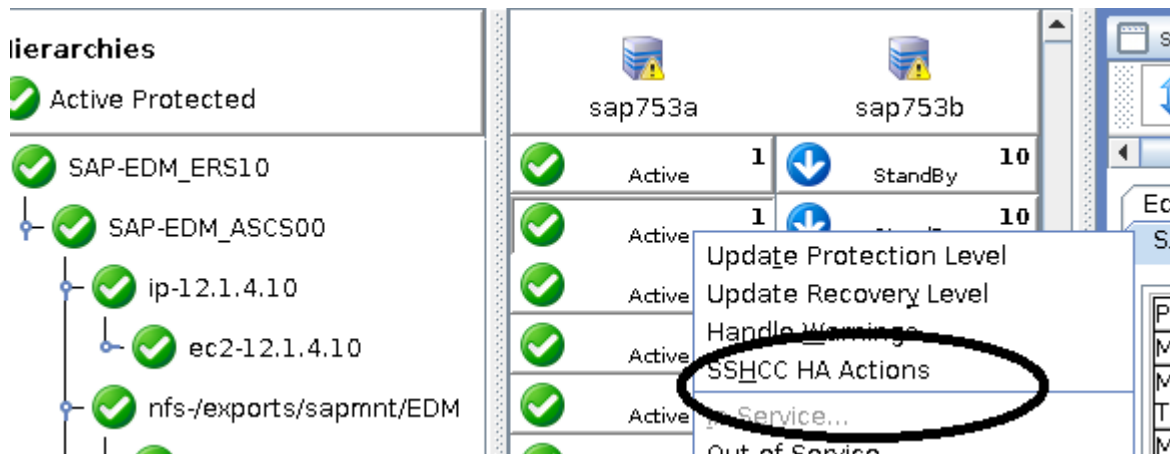 Hierarchies
Active Protected
SAP-EDM_ERS10
SAP-EDM_ASCS00
ip-12.1.4.10
ec2-12.1.4.10
nfs-/exports/sapmnt/EDM
sap753a
sap753b
Active 1
StandBy 10
Active 1
10
Active
Active
Active
Update Protection Level
Update Recovery Level
Handle Warnings
SSHCC HA Actions
In Service...
Out of Service